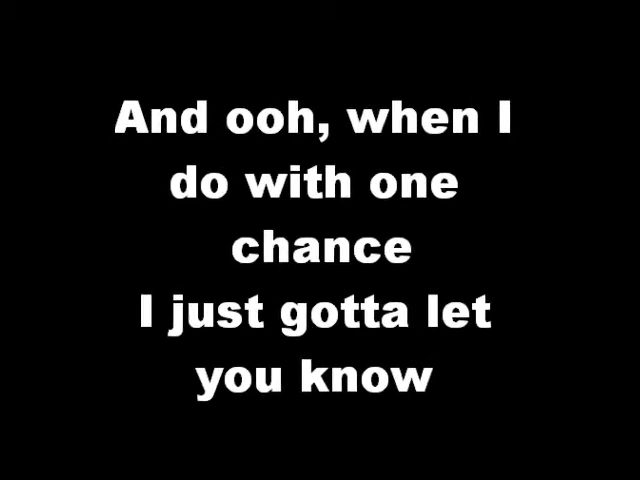 And ooh, when I
do with one
chance
I just gotta let
you know